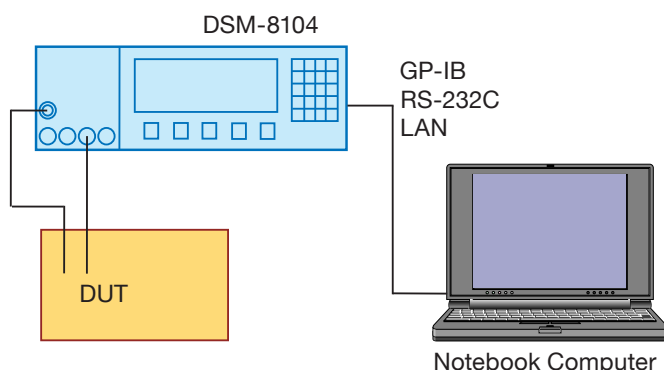 DSM-8104
GP-IB
RS-232C
LAN
DUT
Notebook Computer